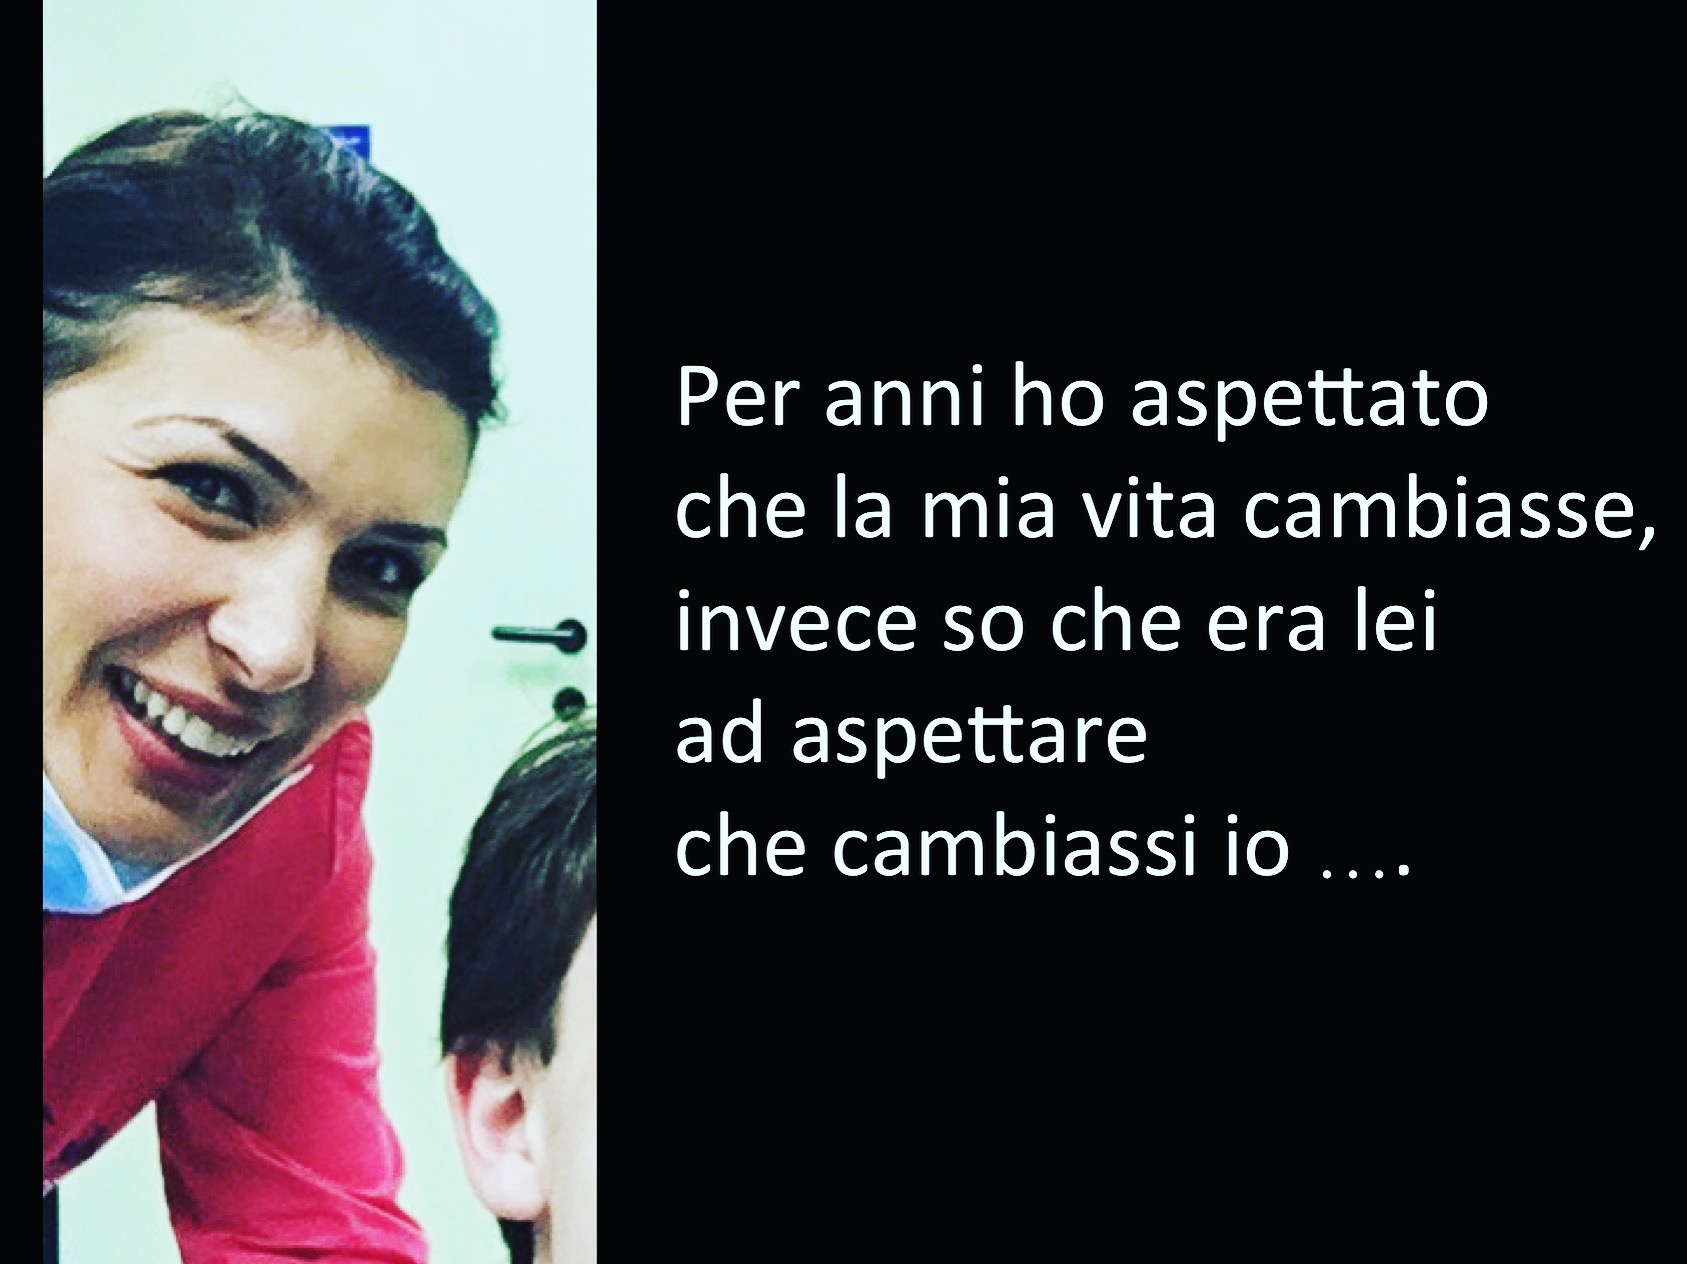 Per anni ho aspettato
che la mia vita cambiasse,
invece so che era lei
ad aspettare
che cambiassi io ….